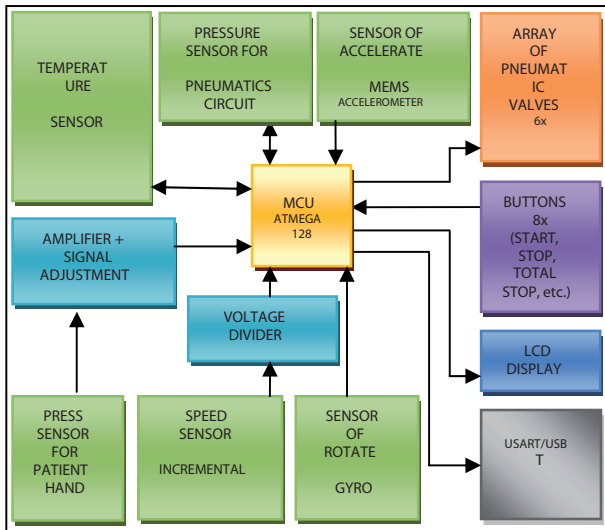 TEMPERAT
URE
SENSOR
PRESSURE
SENSOR FOR
PNEUMATICS
CIRCUIT
SENSOR OF
ACCELERATE
MEMS
ACCELEROMETER
ARRAY
OF
PNEUMAT
IC
VALVES
6x
MCU
ATMEGA
128
BUTTONS
8x
(START,
STOP,
TOTAL
STOP, etc.)
AMPLIFIER +
SIGNAL
ADJUSTMENT
VOLTAGE
DIVIDER
LCD
DISPLAY
PRESS
SENSOR
FOR
PATIENT
HAND
SPEED
SENSOR
INCREMENTAL
SENSOR
OF
ROTATE
GYRO
USART/USB
T